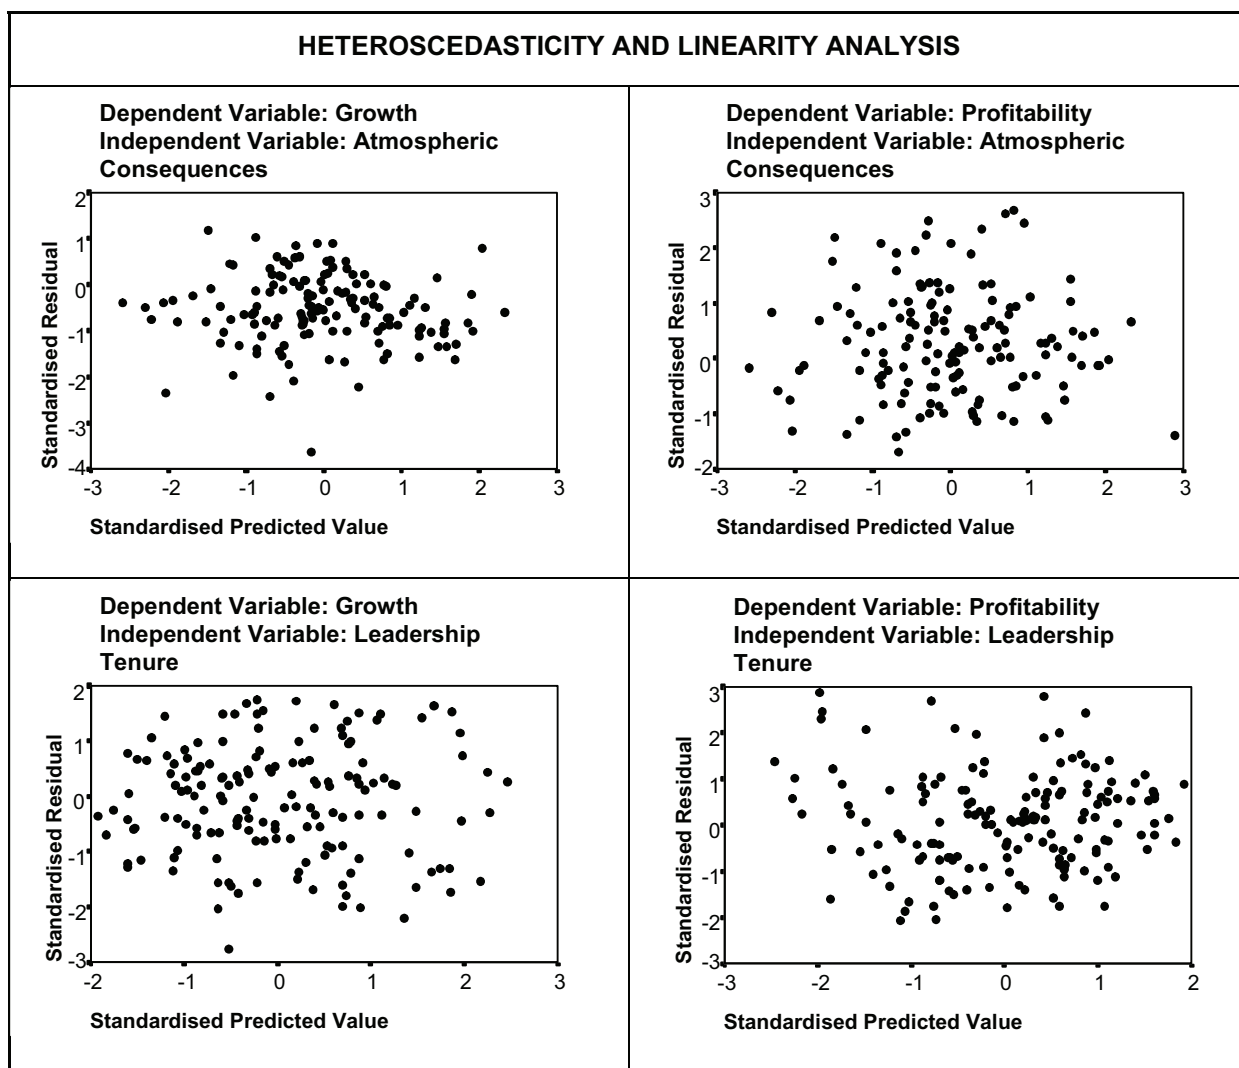 HETEROSCEDASTICITY AND LINEARITY ANALYSIS
Dependent Variable: Growth
Independent Variable: Atmospheric
Consequences
Standardised Residual
2
1
0
-1
-2
-3
-4
-3 -2 -1 0 1 2 3
Standardised Predicted Value
Dependent Variable: Profitability
Independent Variable: Atmospheric
Consequences
Standardised Residual
3
2
1
0
-1
-2
-3 -2 -1 0 1 2 3
Standardised Predicted Value
Dependent Variable: Growth
Independent Variable: Leadership
Tenure
Standardised Residual
2
1
0
-1
-2
-3
-2 -1 0 1 2 3
Standardised Predicted Value
Dependent Variable: Profitability
Independent Variable: Leadership
Tenure
Standardised Residual
3
2
1
0
-1
-2
-3
-3 -2 -1 0 1 2
Standardised Predicted Value